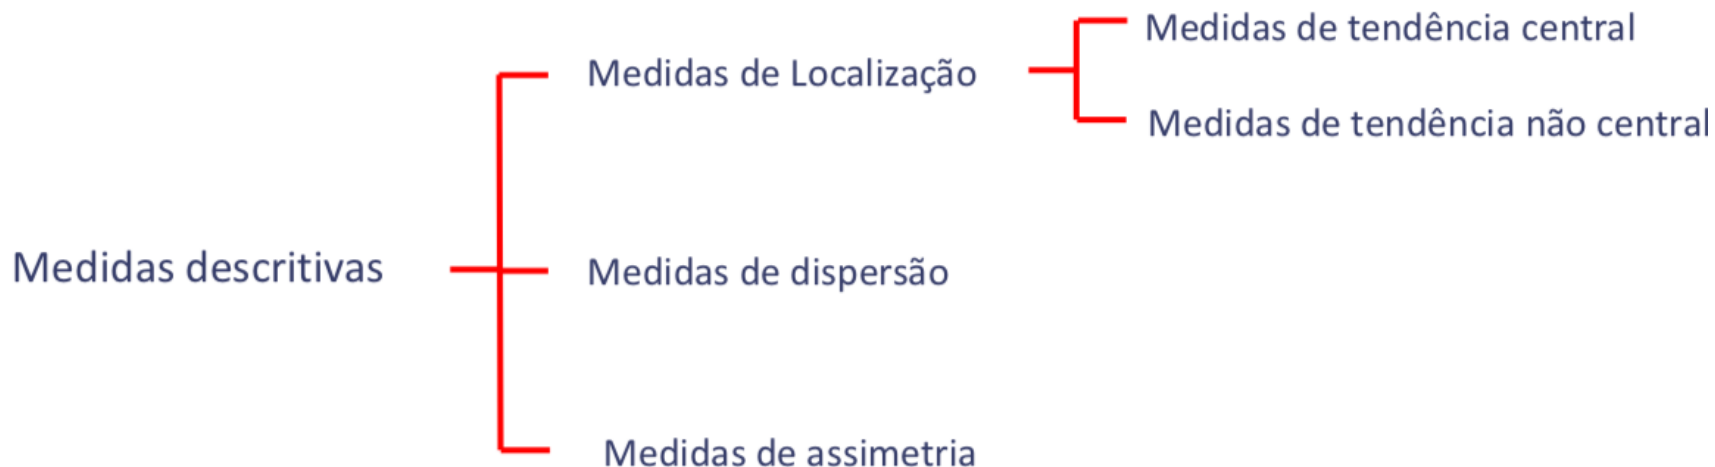 Medidas de tendência central
Medidas de Localização
Medidas de tendência não central
Medidas descritivas
Medidas de dispersão
Medidas de assimetria